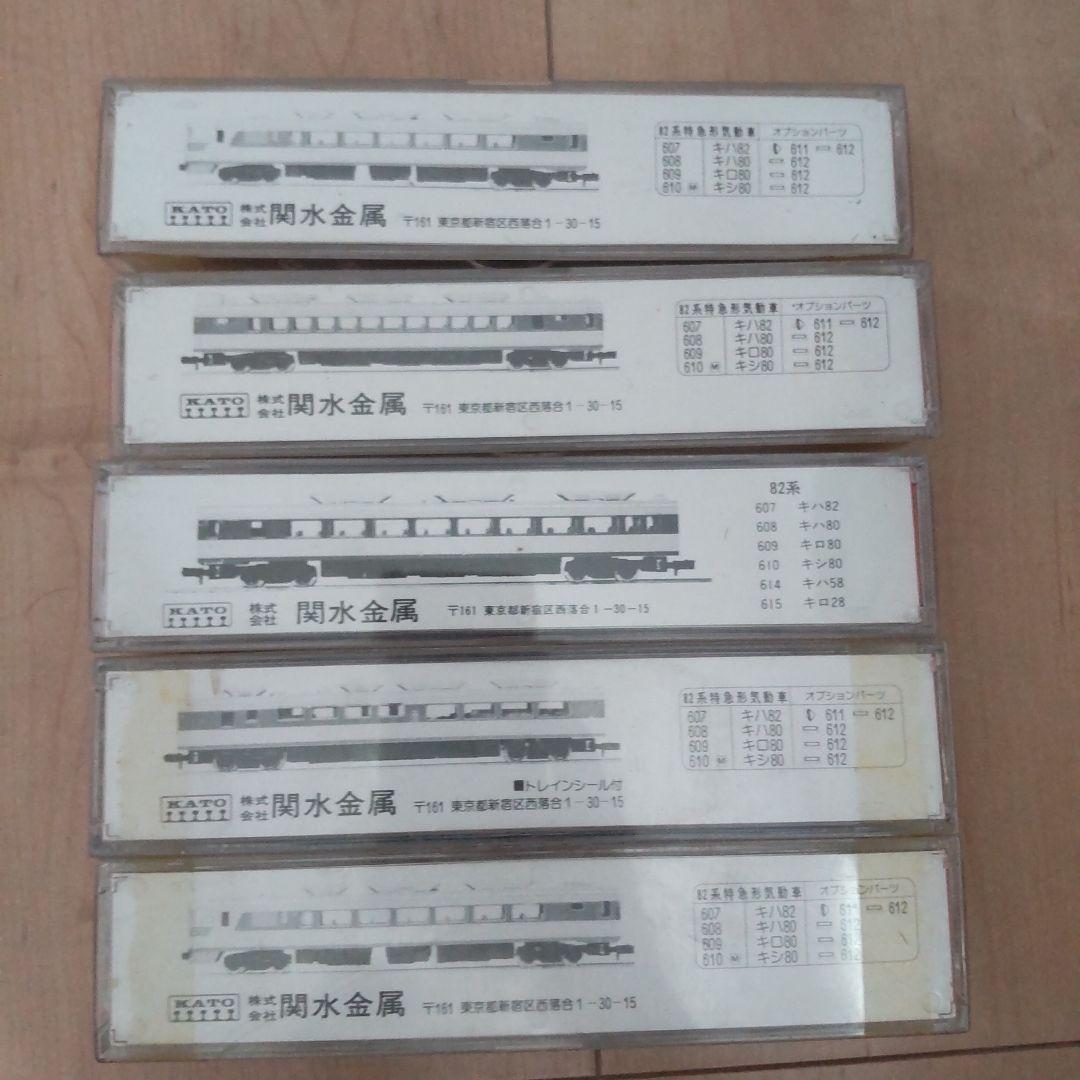 82系特急形気動車 オプションパーツ
607 キハ82 611 612
608 キハ80 612
609 キロ80 612
610 M キシ80 612
KATO 株式会社 関水金属 〒161 東京都新宿区西落合1-30-15
82系特急形気動車 オプションパーツ
607 キハ82 611 612
608 キハ80 612
609 キロ80 612
610 M キシ80 612
KATO 株式会社 関水金属 〒161 東京都新宿区西落合1-30-15
82系
607 キハ82
608 キハ80
609 キロ80
610 キシ80
614 キハ58
615 キロ28
KATO 株式会社 関水金属 〒161 東京都新宿区西落合1-30-15
82系特急形気動車 オプションパーツ
607 キハ82 611 612
608 キハ80 612
609 キロ80 612
610 M キシ80 612
■トレインシール付
KATO 株式会社 関水金属 〒161 東京都新宿区西落合1-30-15
82系特急形気動車 オプションパーツ
607 キハ82 611 612
608 キハ80 612
609 キロ80 612
610 M キシ80 612
KATO 株式会社 関水金属 〒161 東京都新宿区西落合1-30-15